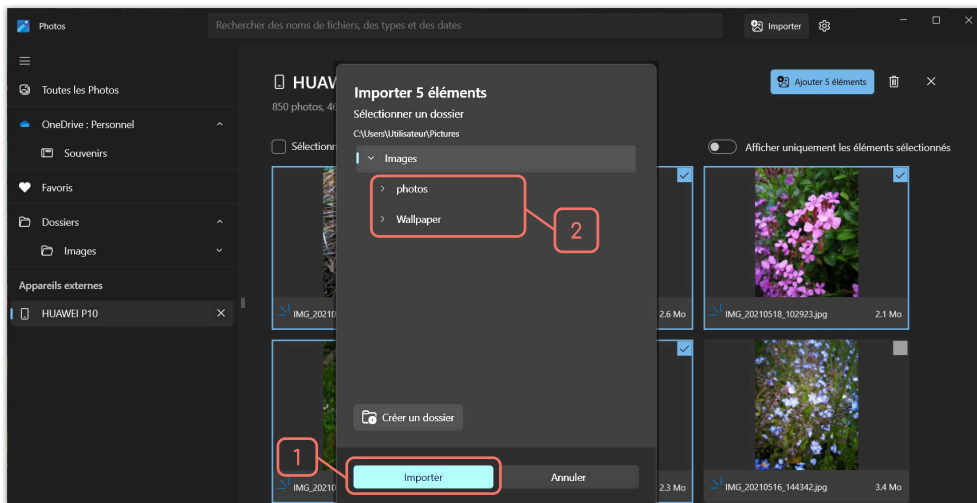 Photos
Rechercher des noms de fichiers, des types et des dates
Importer
Toutes les Photos
OneDrive : Personnel
Souvenirs
Favoris
Dossiers
Images
Appareils externes
HUAWEI P10
HUAW
850 photos, 46
Ajouter 5 éléments
Sélectionn
Afficher uniquement les éléments sélectionnés
Importer 5 éléments
Sélectionner un dossier
C:\Users\Utilisateur\Pictures
Images
photos
Wallpaper
2
Créer un dossier
1
Importer
Annuler
IMG_20210
2.6 Mo
IMG_20210518_102923.jpg
2.1 Mo
IMG_20210
2.3 Mo
IMG_20210516_144342.jpg
3.4 Mo